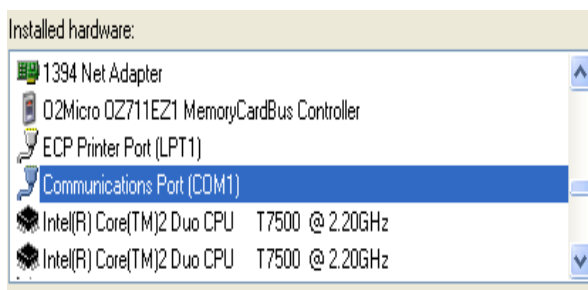 Installed hardware:
1394 Net Adapter
O2Micro OZ711EZ1 MemoryCardBus Controller
ECP Printer Port (LPT1)
Communications Port (COM1)
Intel(R) Core(TM)2 Duo CPU T7500 @ 2.20GHz
Intel(R) Core(TM)2 Duo CPU T7500 @ 2.20GHz